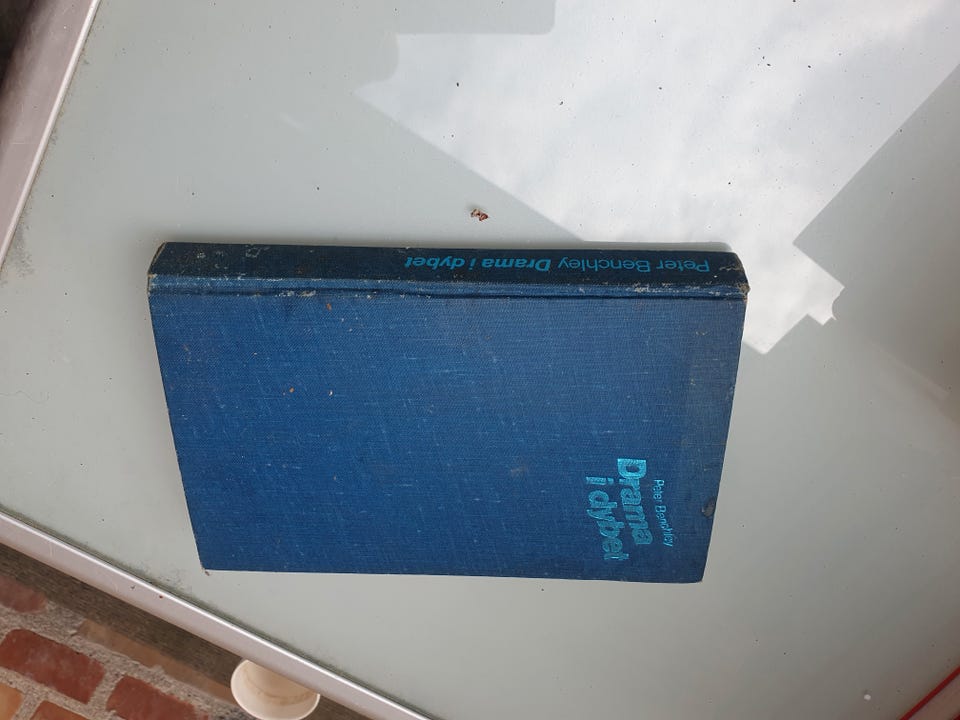 Peter Benchley Drama i dybet
Peter Benchley
Drama
i dybet